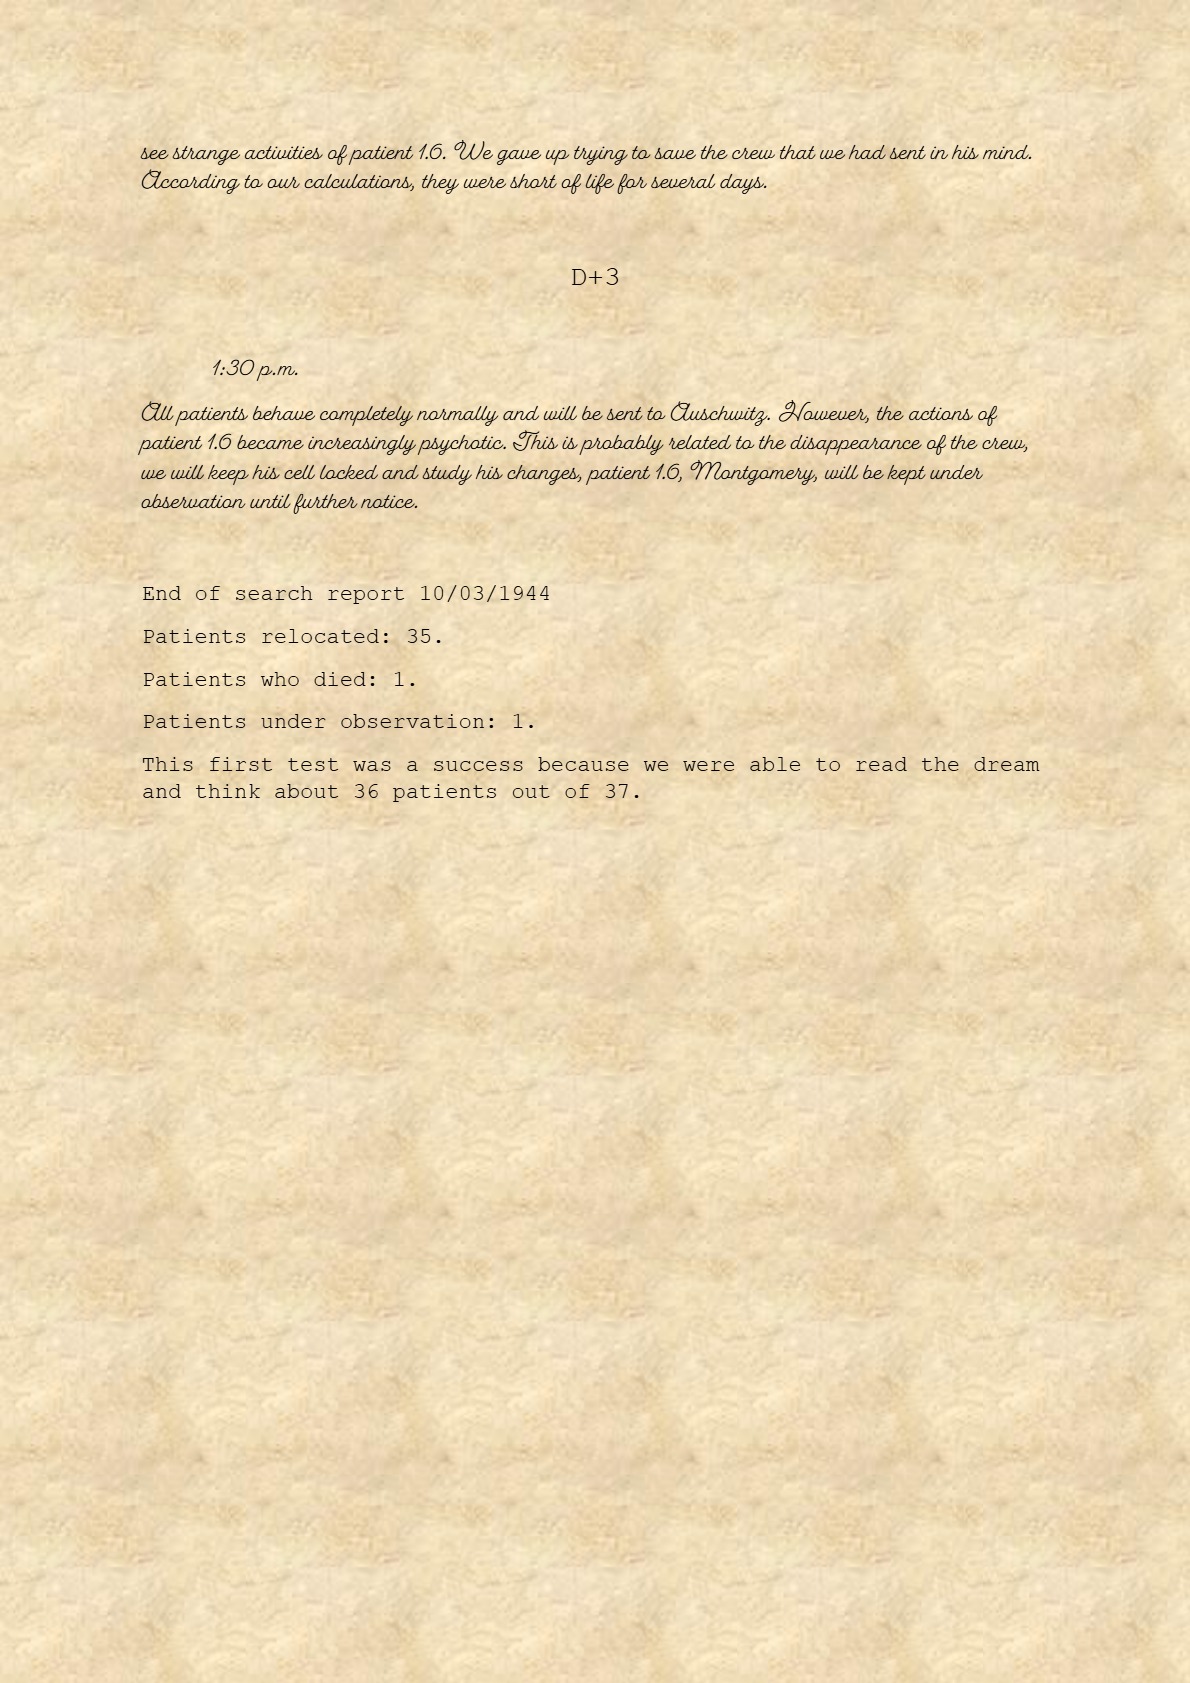 see strange activities of patient 1.6. We gave up trying to save the crew that we had sent in his mind.
According to our calculations, they were short of life for several days.
D+3
1:30 p.m.
All patients behave completely normally and will be sent to Auschwitz. However, the actions of
patient 1.6 became increasingly psychotic. This is probably related to the disappearance of the crew,
we will keep his cell locked and study his changes, patient 1.6, Montgomery, will be kept under
observation until further notice.
End of search report 10/03/1944
Patients relocated: 35.
Patients who died: 1.
Patients under observation: 1.
This first test was a success because we were able to read the dream
and think about 36 patients out of 37.